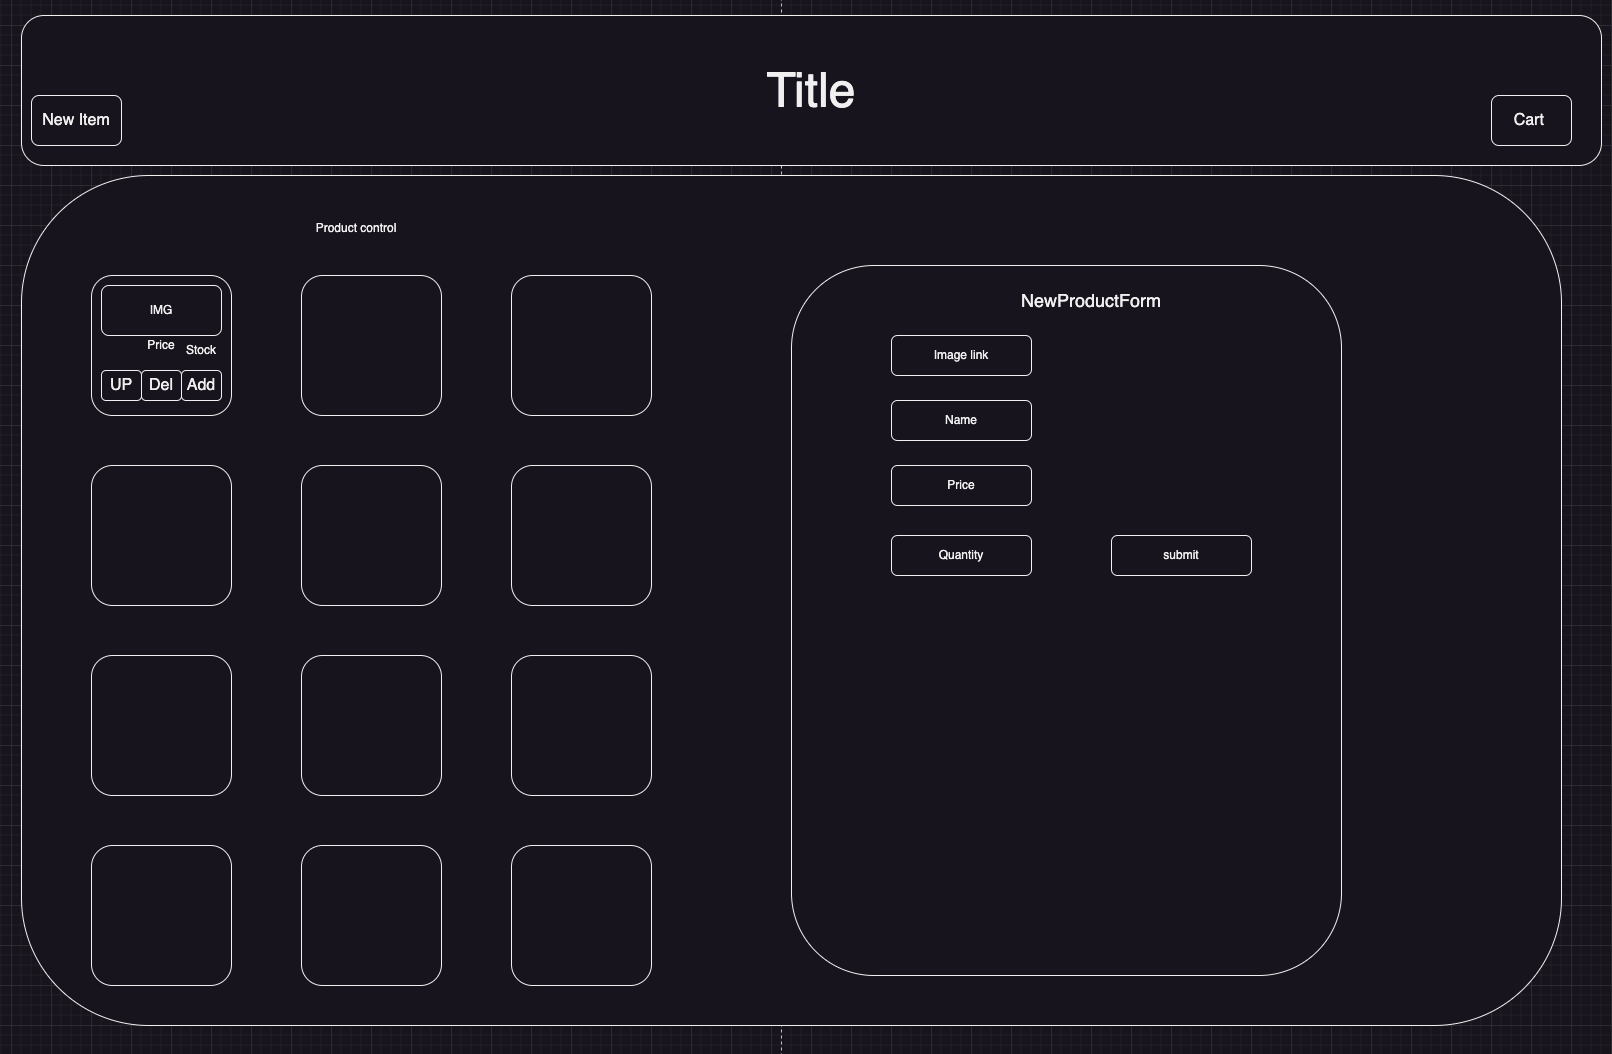 Title
New Item
Cart
Product control
IMG
Price
Stock
UP
Del
Add
NewProductForm
Image link
Name
Price
Quantity
submit